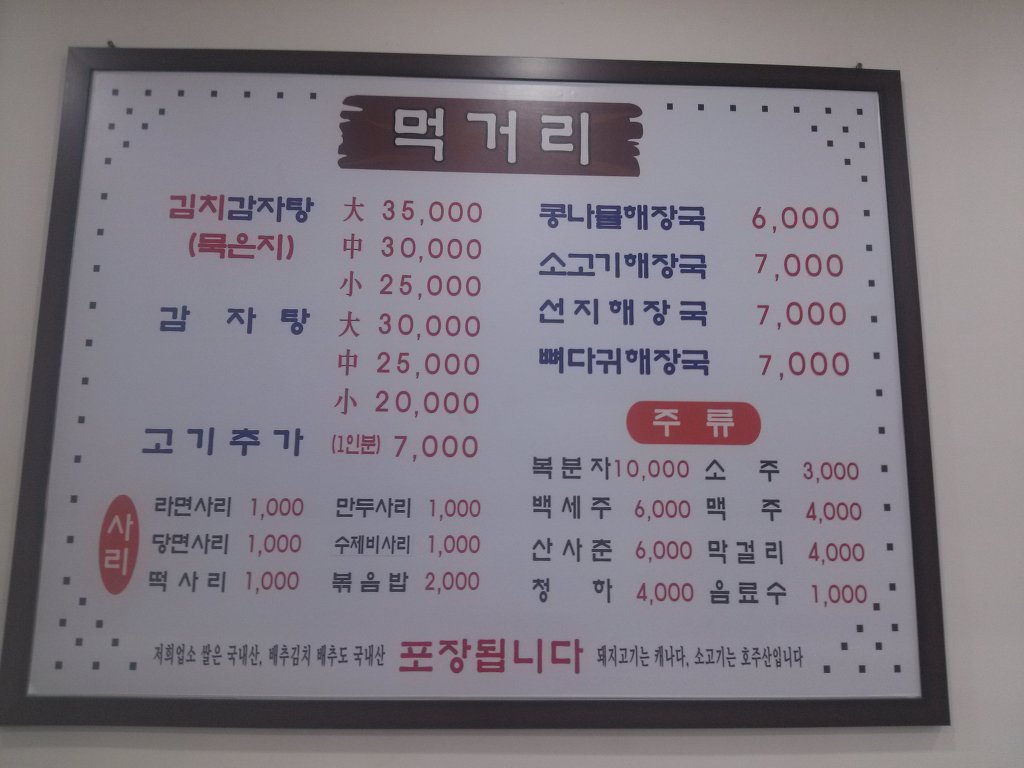 먹거리
김치감자탕 大 35,000
(묵은지) 中 30,000
小 25,000
감자탕 大 30,000
中 25,000
小 20,000
고기추가 (1인분) 7,000
사리
라면사리 1,000 만두사리 1,000
당면사리 1,000 수제비사리 1,000
떡사리 1,000 볶음밥 2,000
콩나물해장국 6,000
소고기해장국 7,000
선지해장국 7,000
뼈다귀해장국 7,000
주류
복분자 10,000 소주 3,000
백세주 6,000 맥주 4,000
산사춘 6,000 막걸리 4,000
청하 4,000 음료수 1,000
저희업소 쌀은 국내산, 배추김치 배추도 국내산 포장됩니다 돼지고기는 캐나다, 소고기는 호주산입니다